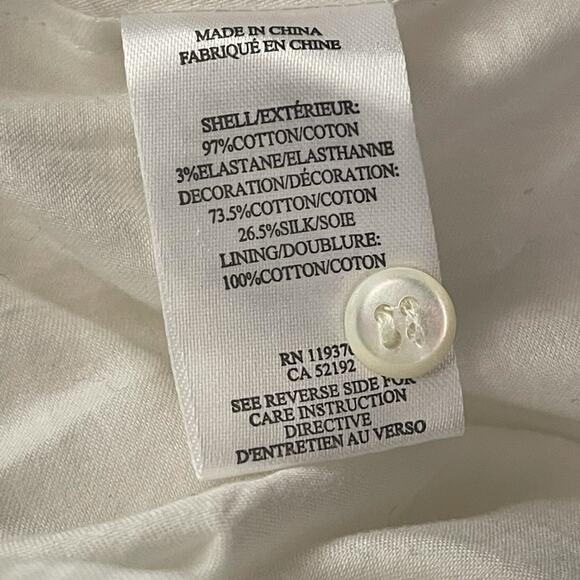 MADE IN CHINA
FABRIQUÉ EN CHINE
SHELL/EXTÉRIEUR:
97%COTTON/COTON
3%ELASTANE/ELASTHANNE
DECORATION/DÉCORATION:
73.5%COTTON/COTON
26.5%SILK/SOIE
LINING/DOUBLURE:
100%COTTON/COTON
RN
CA 52192
SEE REVERSE SIDE FOR
CARE INSTRUCTION
DIRECTIVE
D'ENTRETIEN AU VERSO